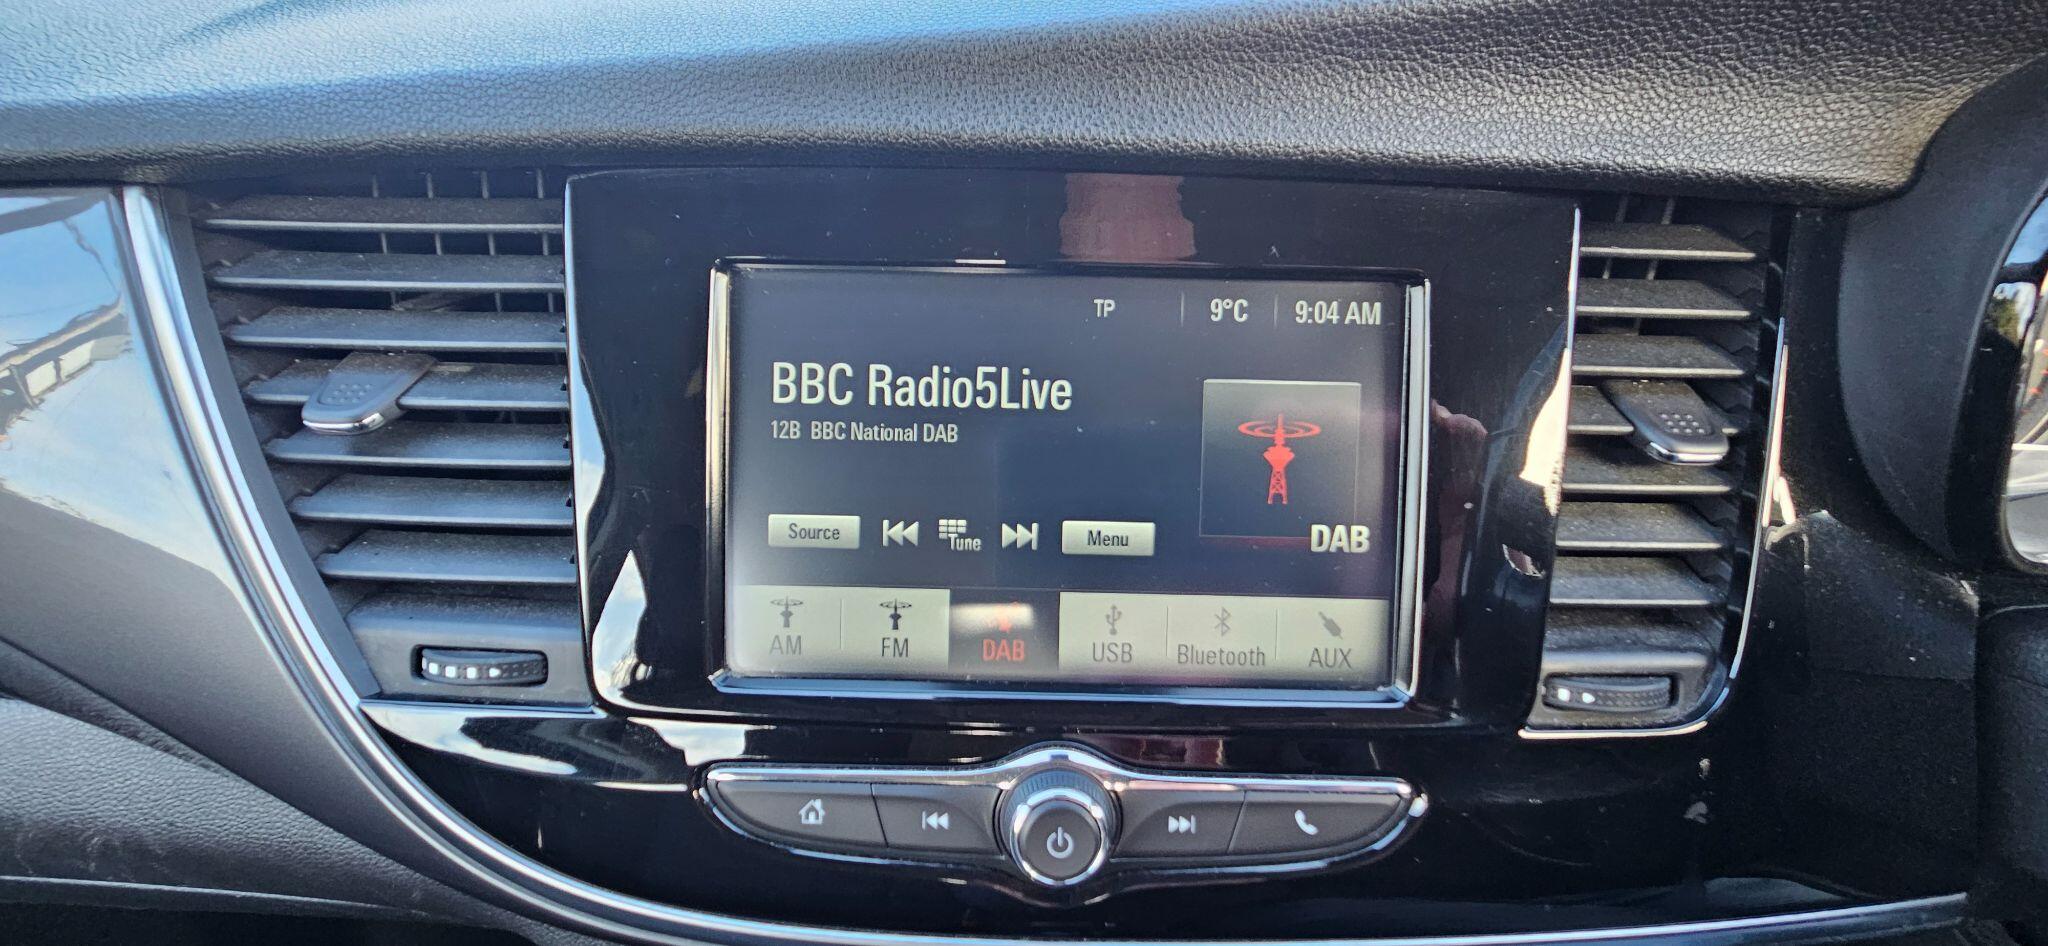 TP 9°C 9:04 AM
BBC Radio5Live
12B BBC National DAB
Source Tune Menu
DAB
AM FM DAB USB Bluetooth AUX